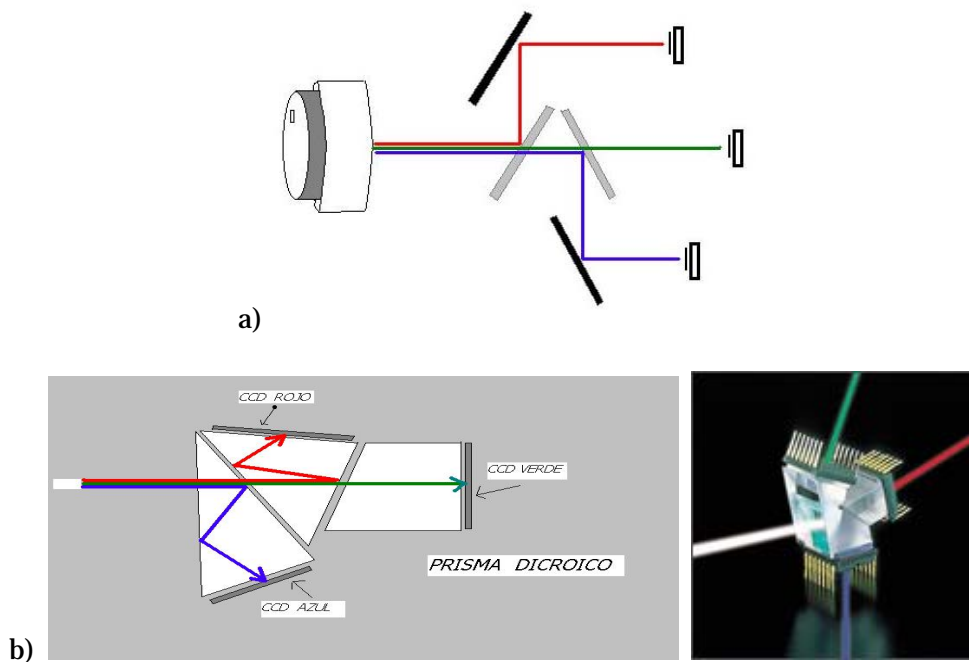 a)
CCD ROJO
CCD VERDE
PRISMA DICROICO
CCD AZUL
b)